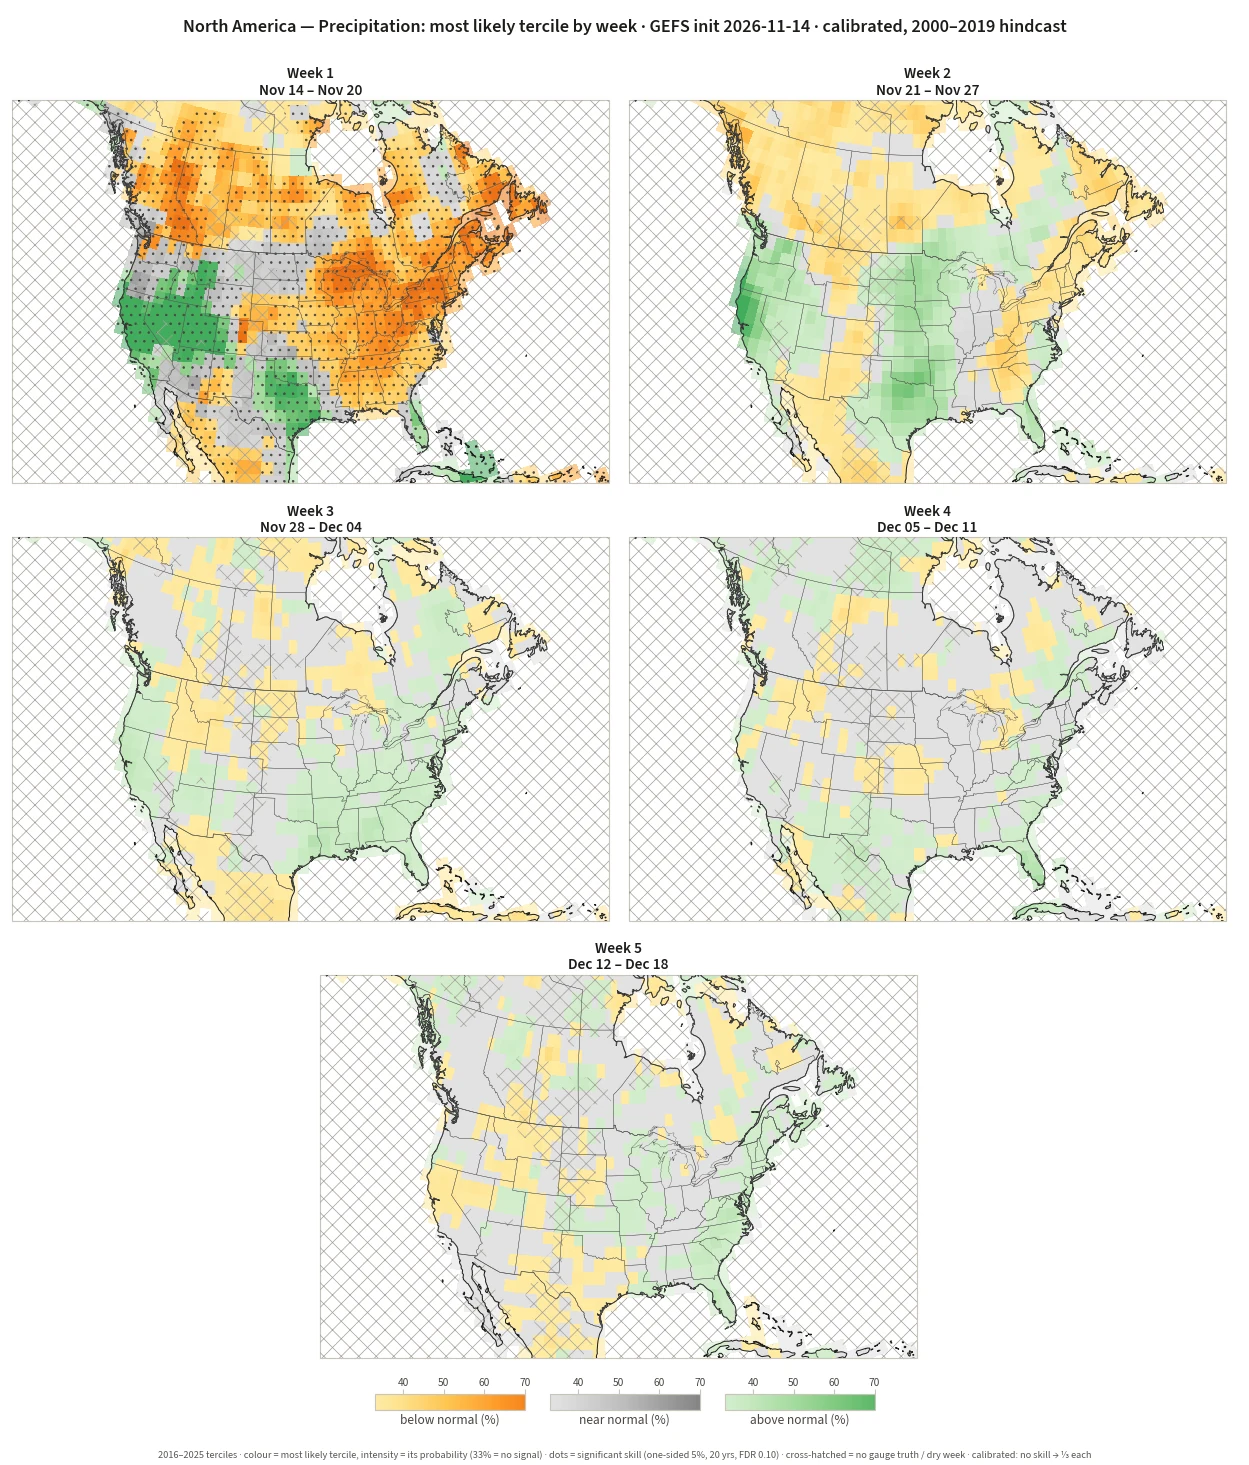 North America — Precipitation: most likely tercile by week · GEFS init 2026-11-14 · calibrated, 2000–2019 hindcast
Week 1
Nov 14 – Nov 20
Week 2
Nov 21 – Nov 27
Week 3
Nov 28 – Dec 04
Week 4
Dec 05 – Dec 11
Week 5
Dec 12 – Dec 18
40 50 60 70
below normal (%)
40 50 60 70
near normal (%)
40 50 60 70
above normal (%)
2016–2025 terciles · colour = most likely tercile, intensity = its probability (33% = no signal) · dots = significant skill (one-sided 5%, 20 yrs, FDR 0.10) · cross-hatched = no gauge truth / dry week · calibrated: no skill → ⅓ each